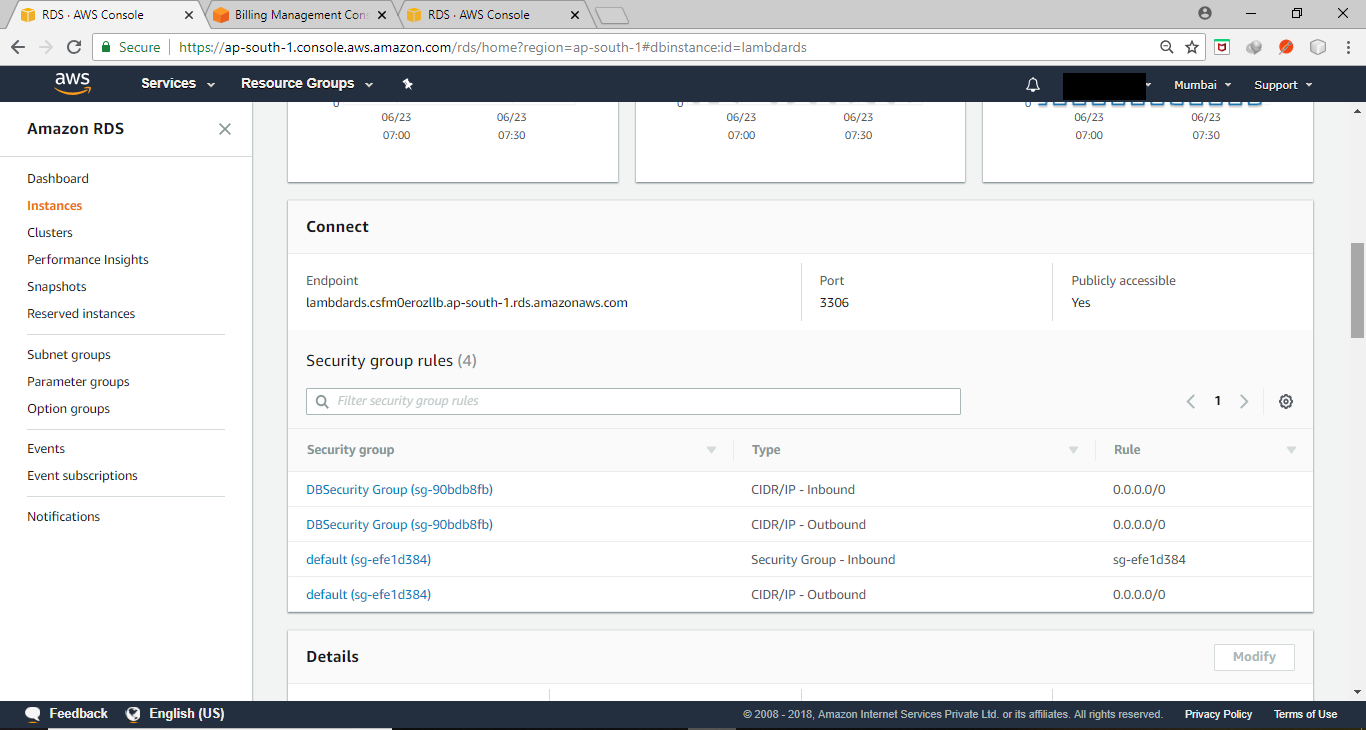 RDS · AWS Console
Billing Management Cons
RDS · AWS Console
Secure
https://ap-south-1.console.aws.amazon.com/rds/home?region=ap-south-1#dbinstance:id=lambdards
aws
Services
Resource Groups
Mumbai
Support
Amazon RDS
Dashboard
Instances
Clusters
Performance Insights
Snapshots
Reserved instances
Subnet groups
Parameter groups
Option groups
Events
Event subscriptions
Notifications
0 0 0
06/23 06/23 06/23 06/23 06/23 06/23
07:00 07:30 07:00 07:30 07:00 07:30
Connect
Endpoint Port Publicly accessible
lambdards.csfm0erozllb.ap-south-1.rds.amazonaws.com 3306 Yes
Security group rules (4)
Filter security group rules
1
Security group Type Rule
DBSecurity Group (sg-90bdb8fb) CIDR/IP - Inbound 0.0.0.0/0
DBSecurity Group (sg-90bdb8fb) CIDR/IP - Outbound 0.0.0.0/0
default (sg-efe1d384) Security Group - Inbound sg-efe1d384
default (sg-efe1d384) CIDR/IP - Outbound 0.0.0.0/0
Details
Modify
Feedback
English (US)
© 2008 - 2018, Amazon Internet Services Private Ltd. or its affiliates. All rights reserved.
Privacy Policy
Terms of Use